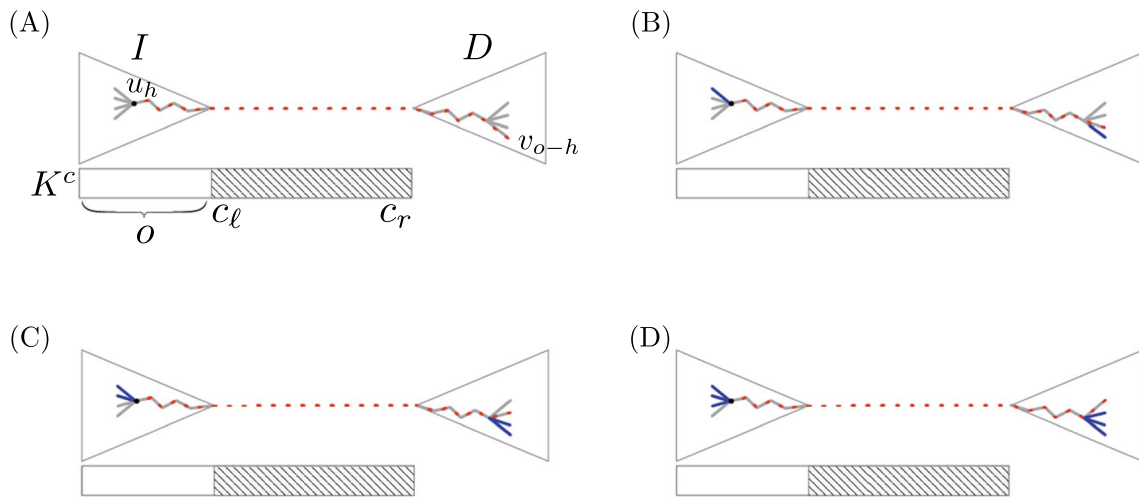 (A)
I
D
(B)
u_h
v_{o-h}
K^c
c_ℓ
c_r
o
(C)
(D)